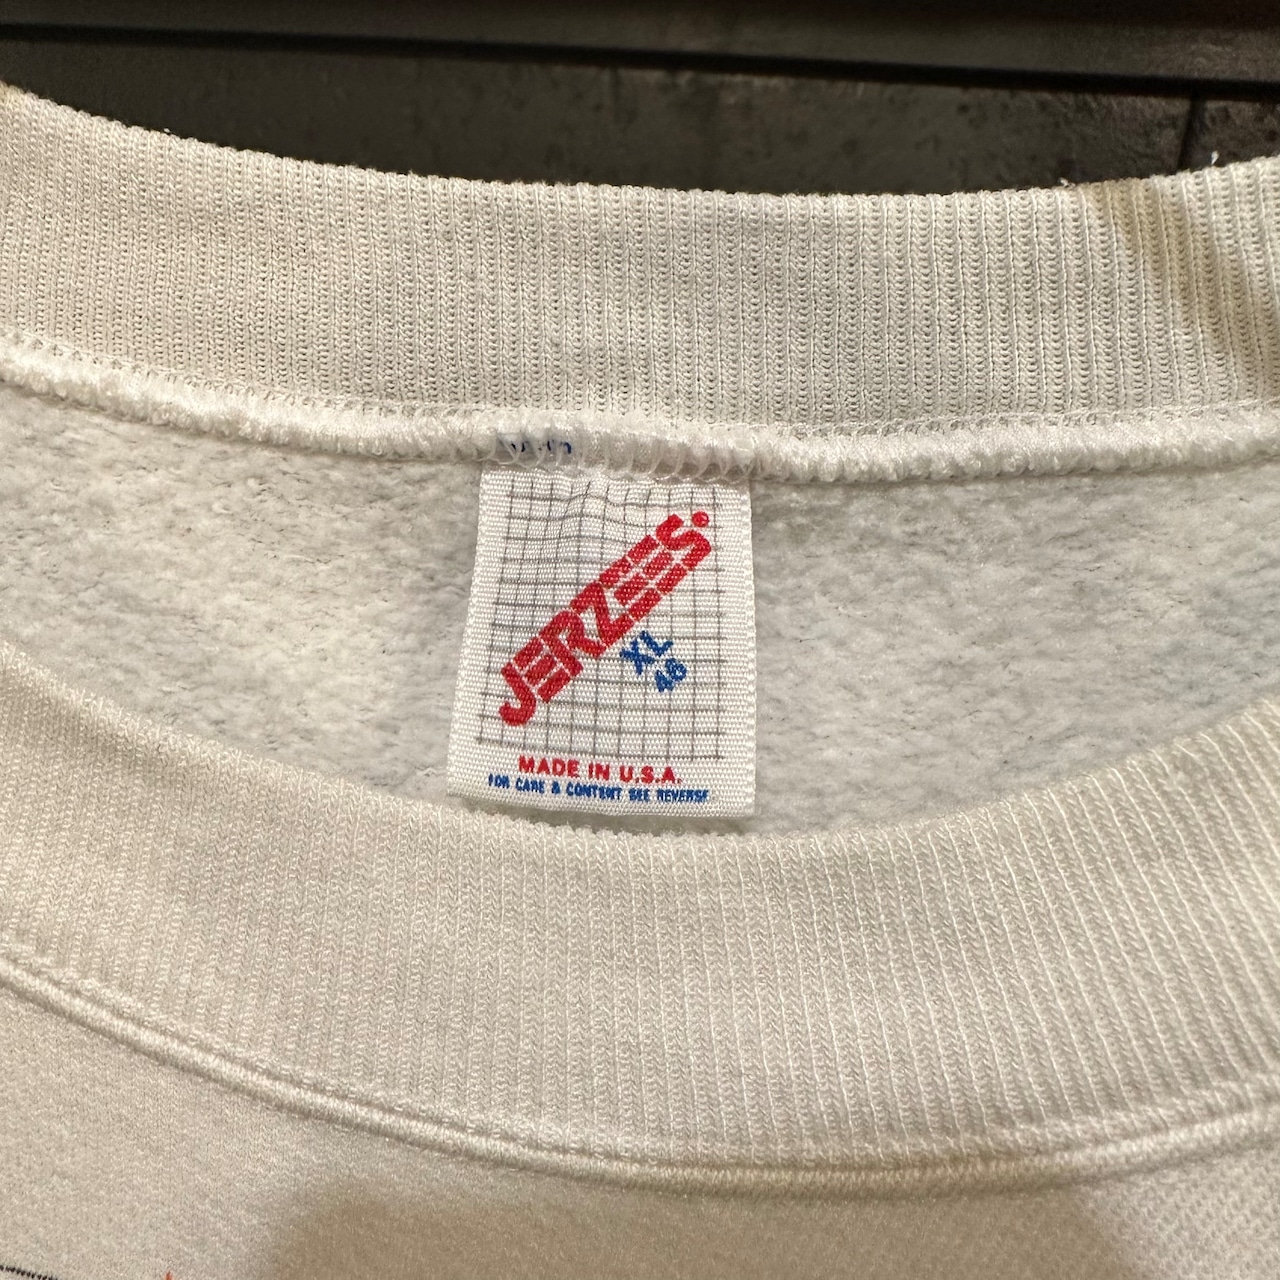 JERZEES
XL
46
MADE IN U.S.A.
FOR CARE & CONTENT SEE REVERSE